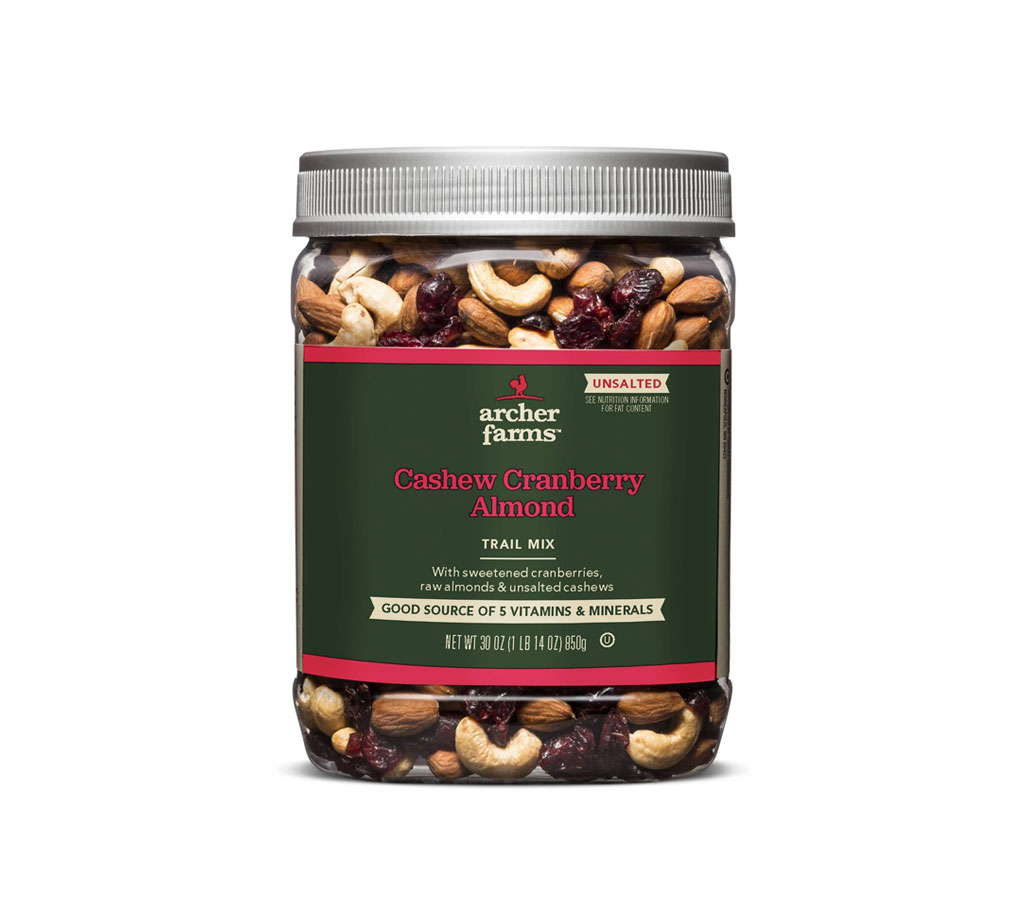 archer
farms™
UNSALTED
SEE NUTRITION INFORMATION
FOR FAT CONTENT
Cashew Cranberry
Almond
TRAIL MIX
With sweetened cranberries,
raw almonds & unsalted cashews
GOOD SOURCE OF 5 VITAMINS & MINERALS
NET WT 30 OZ (1 LB 14 OZ) 850g
U